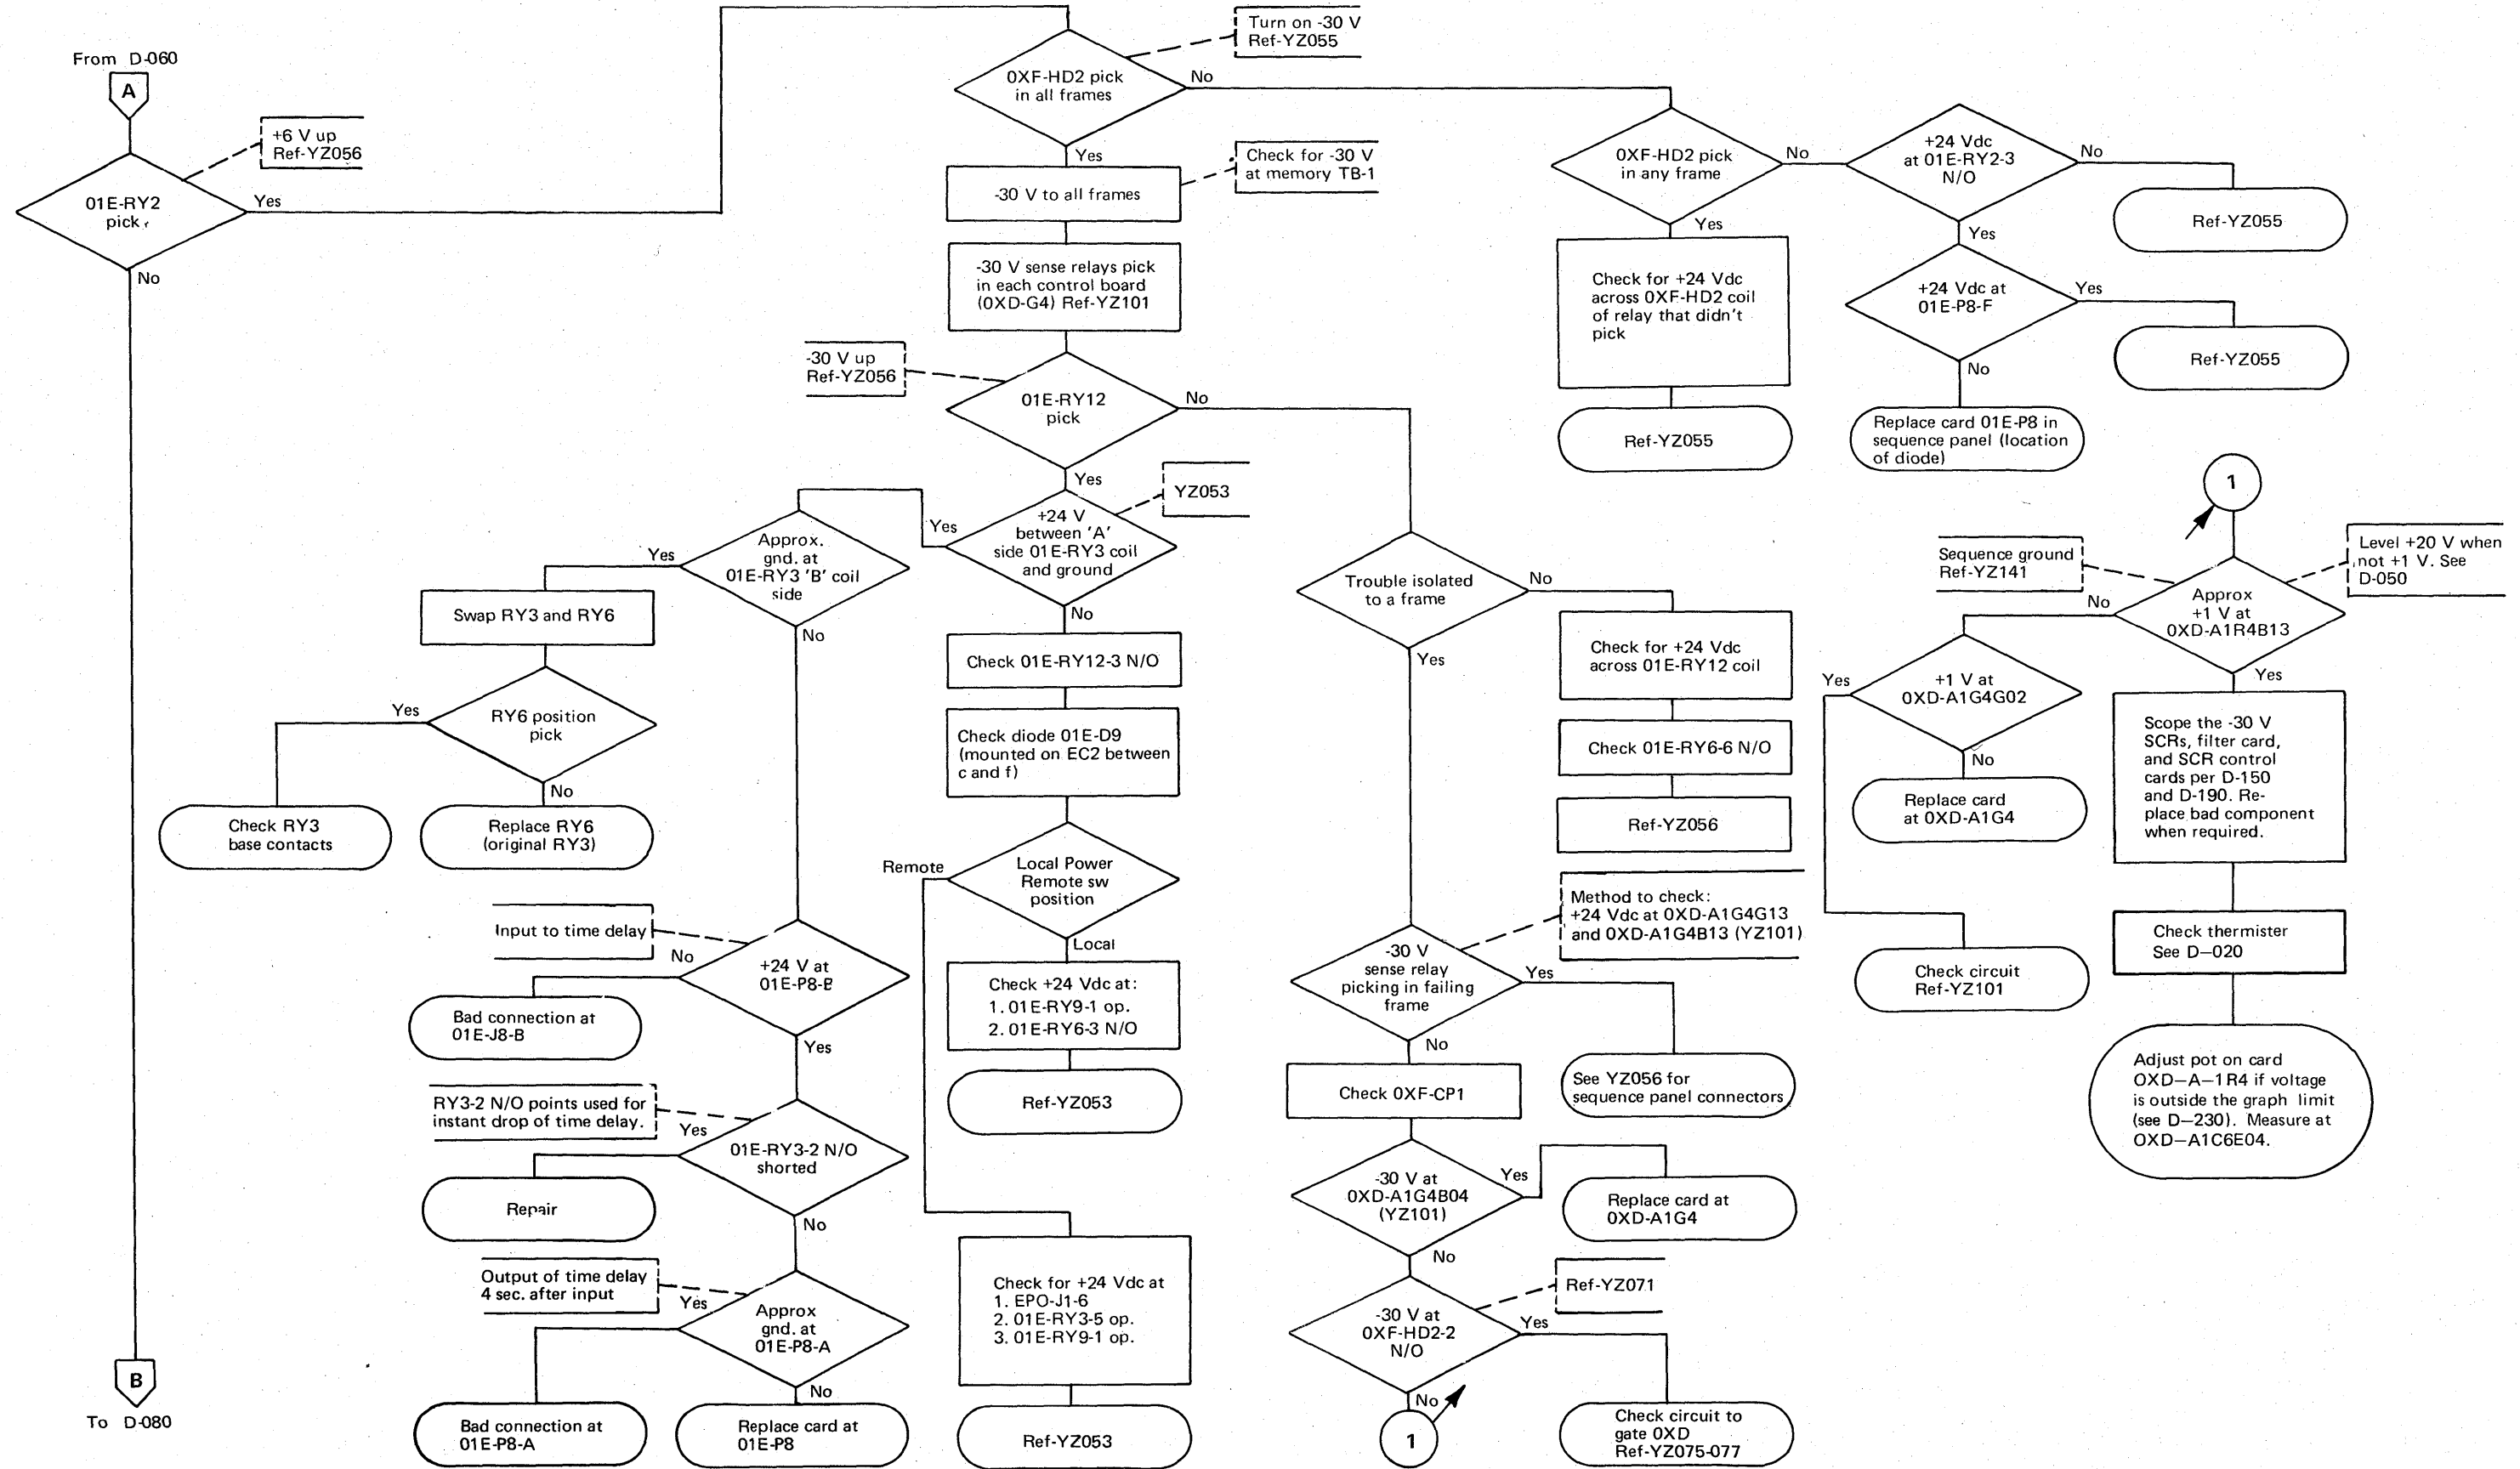 From D-060
A
+6 V up
Ref-YZ056
01E-RY2
pick
Yes
No
B
To D-080
Turn on -30 V
Ref-YZ055
0XF-HD2 pick
in all frames
No
Yes
Check for -30 V
at memory TB-1
-30 V to all frames
-30 V sense relays pick
in each control board
(0XD-G4) Ref-YZ101
-30 V up
Ref-YZ056
01E-RY12
pick
No
Yes
YZ053
+24 V
between 'A'
side 01E-RY3 coil
and ground
Yes
No
Approx.
gnd. at
01E-RY3 'B' coil
side
Yes
No
Swap RY3 and RY6
RY6 position
pick
Yes
No
Check RY3
base contacts
Replace RY6
(original RY3)
Input to time delay
+24 V at
01E-P8-B
No
Yes
Bad connection at
01E-J8-B
RY3-2 N/O points used for
instant drop of time delay.
01E-RY3-2 N/O
shorted
Yes
No
Repair
Output of time delay
4 sec. after input
Approx
gnd. at
01E-P8-A
Yes
No
Bad connection at
01E-P8-A
Replace card at
01E-P8
Check 01E-RY12-3 N/O
Check diode 01E-D9
(mounted on EC2 between
c and f)
Local Power
Remote sw
position
Remote
Local
Check +24 Vdc at:
1. 01E-RY9-1 op.
2. 01E-RY6-3 N/O
Ref-YZ053
Check for +24 Vdc at
1. EPO-J1-6
2. 01E-RY3-5 op.
3. 01E-RY9-1 op.
Ref-YZ053
Trouble isolated
to a frame
No
Yes
Check for +24 Vdc
across 01E-RY12 coil
Check 01E-RY6-6 N/O
Ref-YZ056
Method to check:
+24 Vdc at 0XD-A1G4G13
and 0XD-A1G4B13 (YZ101)
-30 V
sense relay
picking in failing
frame
Yes
No
See YZ056 for
sequence panel connectors
Check 0XF-CP1
-30 V at
0XD-A1G4B04
(YZ101)
Yes
No
Replace card at
0XD-A1G4
Ref-YZ071
-30 V at
0XF-HD2-2
N/O
Yes
No
1
Check circuit to
gate 0XD
Ref-YZ075-077
0XF-HD2 pick
in any frame
No
Yes
Check for +24 Vdc
across 0XF-HD2 coil
of relay that didn't
pick
Ref-YZ055
+24 Vdc
at 01E-RY2-3
N/O
No
Yes
Ref-YZ055
+24 Vdc at
01E-P8-F
Yes
No
Ref-YZ055
Replace card 01E-P8 in
sequence panel (location
of diode)
1
Sequence ground
Ref-YZ141
Level +20 V when
not +1 V. See
D-050
Approx
+1 V at
0XD-A1R4B13
No
Yes
+1 V at
0XD-A1G4G02
Yes
No
Replace card
at 0XD-A1G4
Check circuit
Ref-YZ101
Scope the -30 V
SCRs, filter card,
and SCR control
cards per D-150
and D-190. Re-
place bad component
when required.
Check thermister
See D—020
Adjust pot on card
OXD—A—1R4 if voltage
is outside the graph limit
(see D—230). Measure at
OXD—A1C6E04.